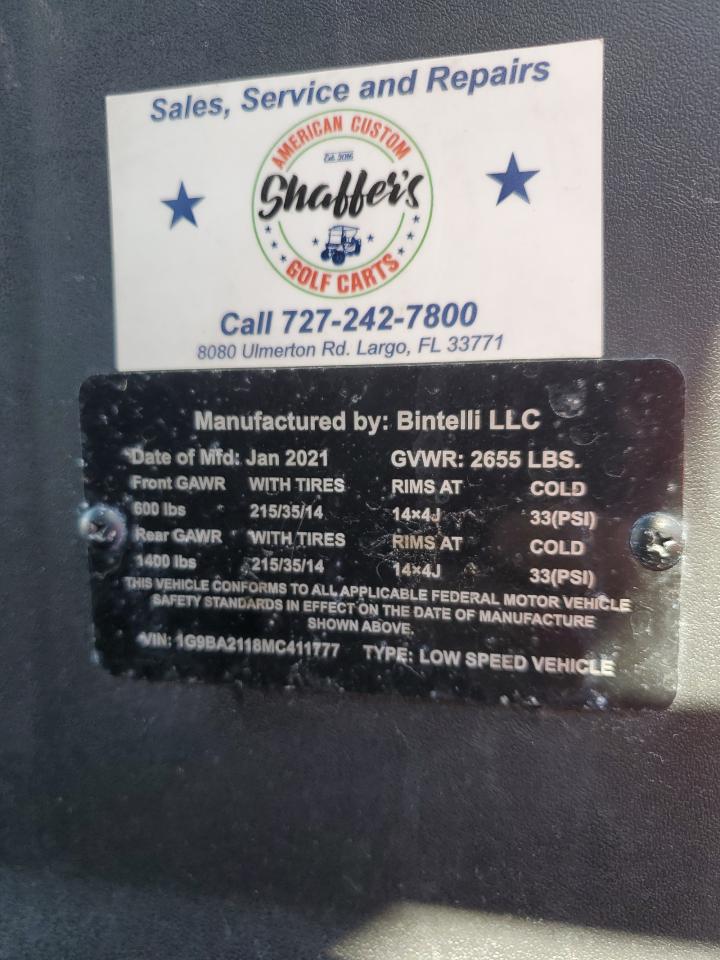 Sales, Service and Repairs
AMERICAN CUSTOM
Est. 2016
Shaffer's
GOLF CARTS
Call 727-242-7800
8080 Ulmerton Rd. Largo, FL 33771
Manufactured by: Bintelli LLC
Date of Mfd: Jan 2021 GVWR: 2655 LBS.
Front GAWR WITH TIRES RIMS AT COLD
600 lbs 215/35/14 14×4J 33(PSI)
Rear GAWR WITH TIRES RIMS AT COLD
1400 lbs 215/35/14 14×4J 33(PSI)
THIS VEHICLE CONFORMS TO ALL APPLICABLE FEDERAL MOTOR VEHICLE
SAFETY STANDARDS IN EFFECT ON THE DATE OF MANUFACTURE
SHOWN ABOVE.
VIN: 1G9BA2118MC411777 TYPE: LOW SPEED VEHICLE